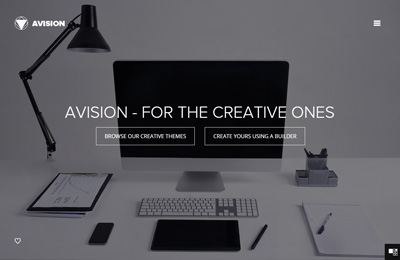 AVISION
AVISION - FOR THE CREATIVE ONES
BROWSE OUR CREATIVE THEMES
CREATE YOURS USING A BUILDER